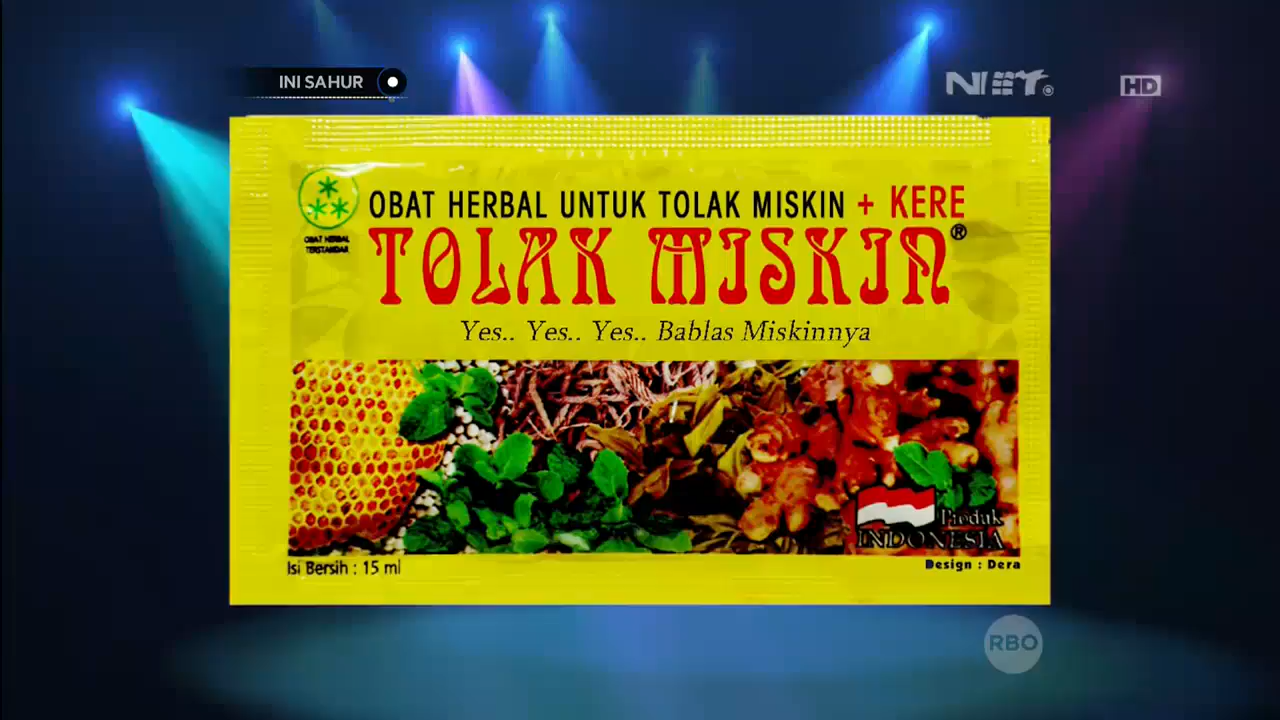 INI SAHUR
NET.
HD
OBAT HERBAL UNTUK TOLAK MISKIN + KERE
OBAT HERBAL
TERSTANDAR
TOLAK MISKIN®
Yes.. Yes.. Yes.. Bablas Miskinnya
Produk
INDONESIA
Isi Bersih : 15 ml
Design : Dera
RBO